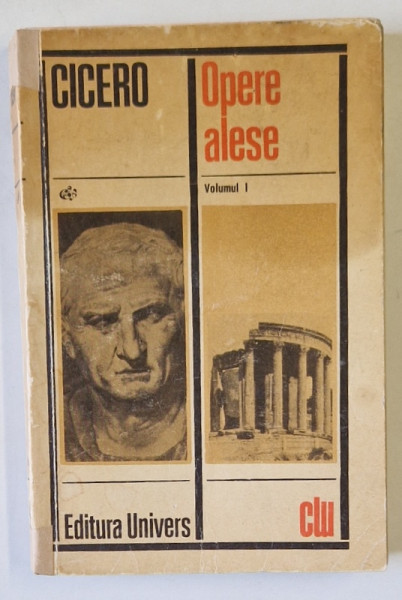 CICERO
Opere
alese
Volumul I
Editura Univers
clu